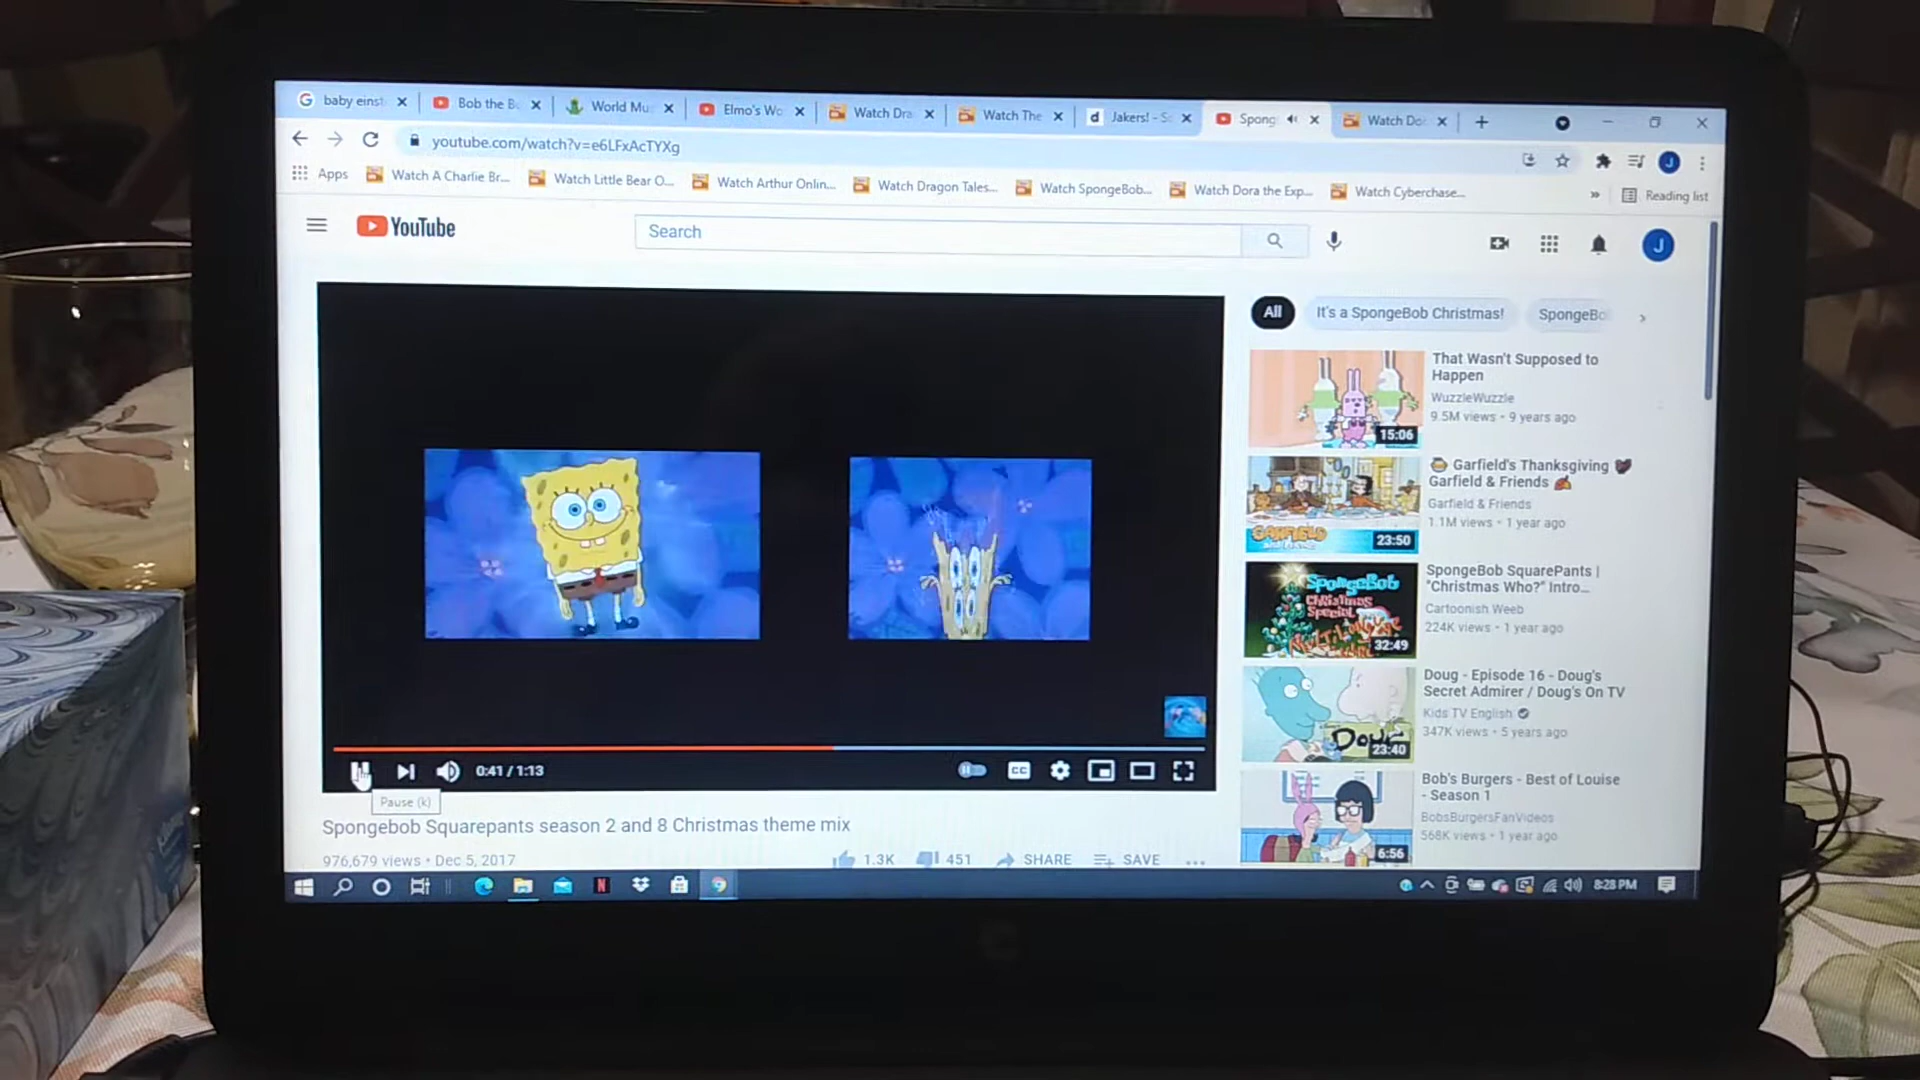 baby einst
Bob the B
World Mu
Elmo's Wo
Watch Dra
Watch The
Jakers! - S
Spong
Watch Do
youtube.com/watch?v=e6LFxAcTYXg
Apps
Watch A Charlie Br...
Watch Little Bear O...
Watch Arthur Onlin...
Watch Dragon Tales...
Watch SpongeBob...
Watch Dora the Exp...
Watch Cyberchase...
Reading list
YouTube
Search
J
All
It's a SpongeBob Christmas!
SpongeBo
That Wasn't Supposed to
Happen
WuzzleWuzzle
9.5M views • 9 years ago
15:06
Garfield's Thanksgiving
Garfield & Friends
Garfield & Friends
1.1M views • 1 year ago
23:50
SpongeBob SquarePants |
"Christmas Who?" Intro...
Cartoonish Weeb
224K views • 1 year ago
SpongeBob
Christmas
Special
32:49
Doug - Episode 16 - Doug's
Secret Admirer / Doug's On TV
Kids TV English
347K views • 5 years ago
Doug
23:40
Bob's Burgers - Best of Louise
- Season 1
BobsBurgersFanVideos
568K views • 1 year ago
6:56
0:41 / 1:13
CC
Pause (k)
Spongebob Squarepants season 2 and 8 Christmas theme mix
976,679 views • Dec 5, 2017
1.3K
451
SHARE
SAVE
8:28 PM